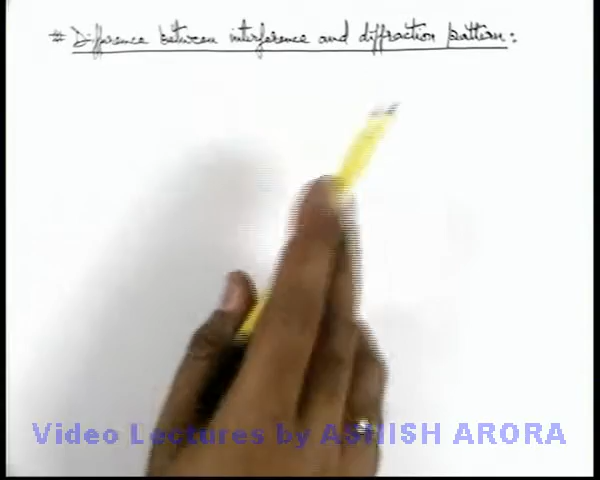 # Difference between interference and diffraction pattern :
Video Lectures by ASHISH ARORA